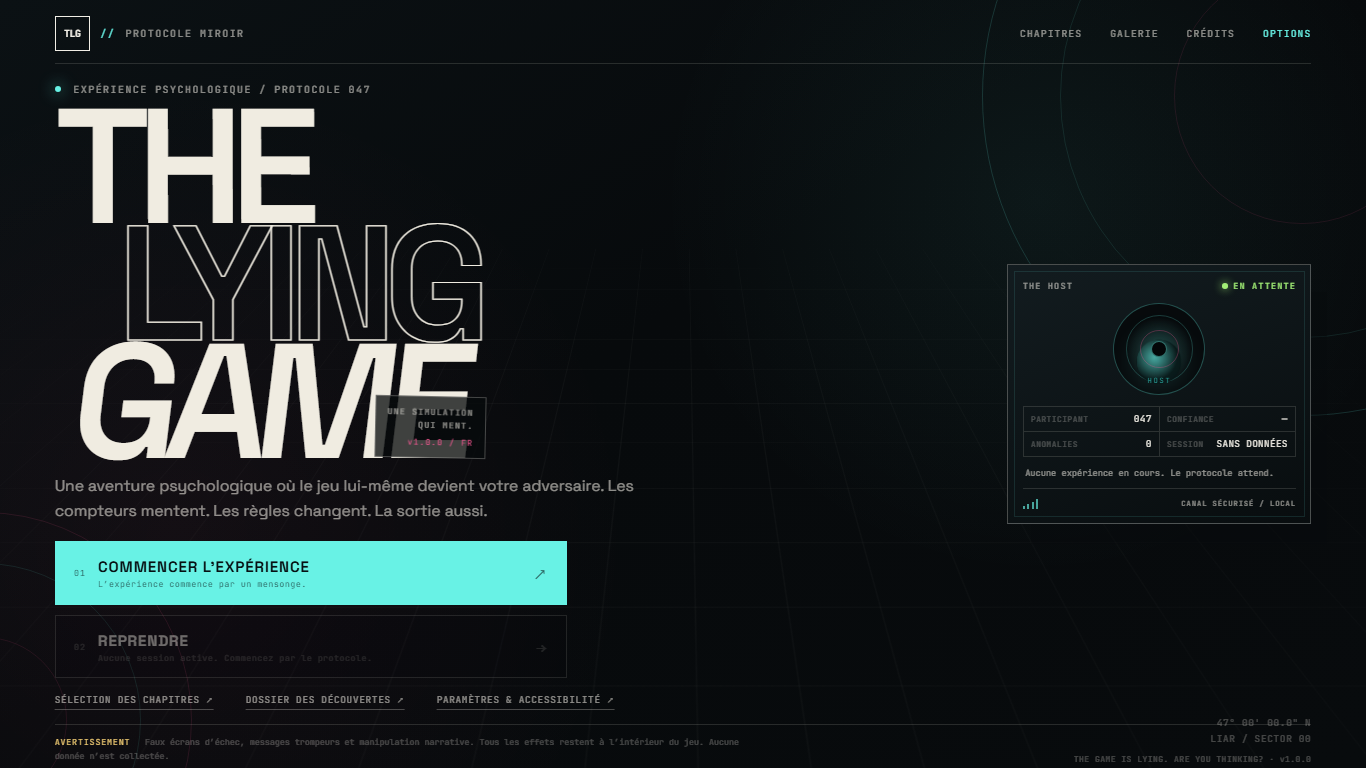 TLG // PROTOCOLE MIROIR
CHAPITRES GALERIE CRÉDITS OPTIONS
EXPÉRIENCE PSYCHOLOGIQUE / PROTOCOLE 047
THE
LYING
GAME
UNE SIMULATION
QUI MENT.
v1.0.0 / FR
Une aventure psychologique où le jeu lui-même devient votre adversaire. Les
compteurs mentent. Les règles changent. La sortie aussi.
01 COMMENCER L'EXPÉRIENCE ↗
L'expérience commence par un mensonge.
02 REPRENDRE →
Aucune session active. Commencez par le protocole.
SÉLECTION DES CHAPITRES ↗ DOSSIER DES DÉCOUVERTES ↗ PARAMÈTRES & ACCESSIBILITÉ ↗
AVERTISSEMENT Faux écrans d'échec, messages trompeurs et manipulation narrative. Tous les effets restent à l'intérieur du jeu. Aucune
donnée n'est collectée.
THE HOST EN ATTENTE
HOST
PARTICIPANT 047 CONFIANCE —
ANOMALIES 0 SESSION SANS DONNÉES
Aucune expérience en cours. Le protocole attend.
CANAL SÉCURISÉ / LOCAL
47° 00' 00.0" N
LIAR / SECTOR 00
THE GAME IS LYING. ARE YOU THINKING? · v1.0.0